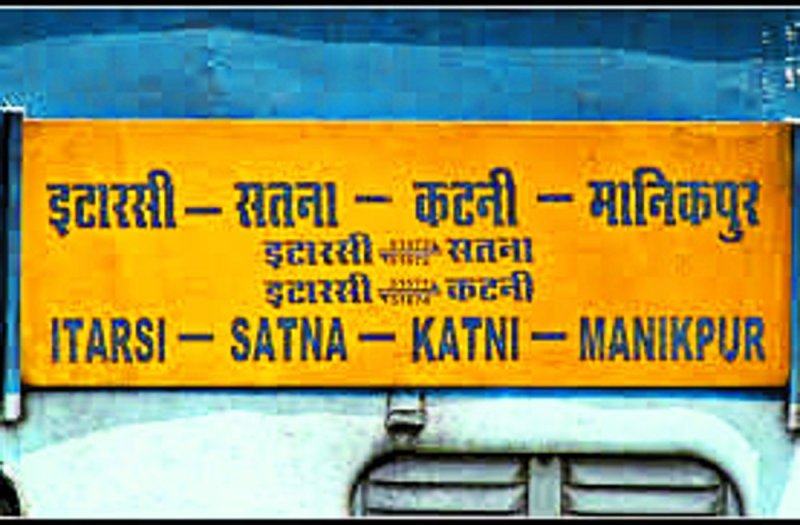 इटारसी – सतना – कटनी – मानिकपुर
इटारसी सतना
इटारसी कटनी
ITARSI – SATNA – KATNI – MANIKPUR